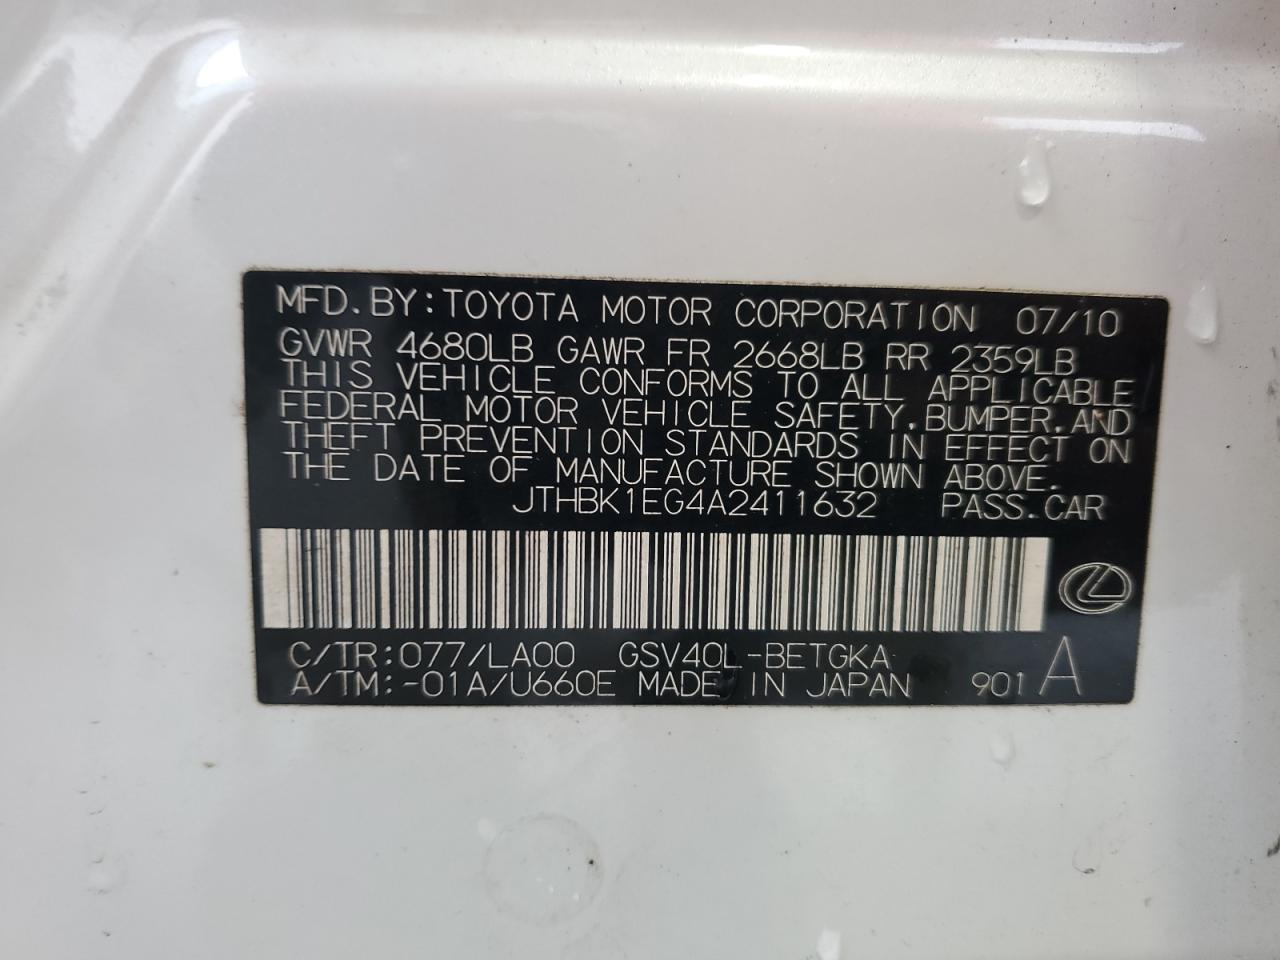 MFD. BY: TOYOTA MOTOR CORPORATION 07/10
GVWR 4680LB GAWR FR 2668LB RR 2359LB
THIS VEHICLE CONFORMS TO ALL APPLICABLE
FEDERAL MOTOR VEHICLE SAFETY, BUMPER, AND
THEFT PREVENTION STANDARDS IN EFFECT ON
THE DATE OF MANUFACTURE SHOWN ABOVE.
JTHBK1EG4A2411632 PASS. CAR
C/TR: 077/LA00 GSV40L-BETGKA
A/TM: -01A/U660E MADE IN JAPAN 901 A